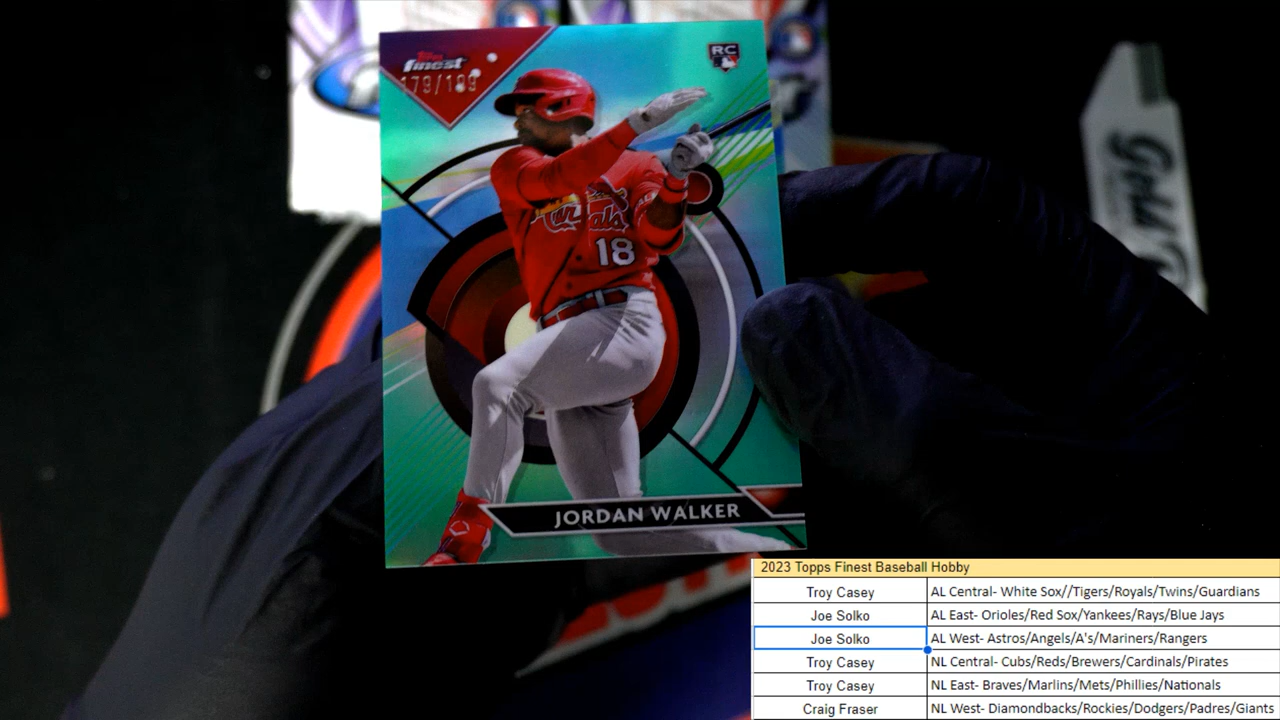 Topps
finest
RC
179/199
Cardinals
18
JORDAN WALKER
Gold
2023 Topps Finest Baseball Hobby
Troy Casey AL Central- White Sox//Tigers/Royals/Twins/Guardians
Joe Solko AL East- Orioles/Red Sox/Yankees/Rays/Blue Jays
Joe Solko AL West- Astros/Angels/A's/Mariners/Rangers
Troy Casey NL Central- Cubs/Reds/Brewers/Cardinals/Pirates
Troy Casey NL East- Braves/Marlins/Mets/Phillies/Nationals
Craig Fraser NL West- Diamondbacks/Rockies/Dodgers/Padres/Giants